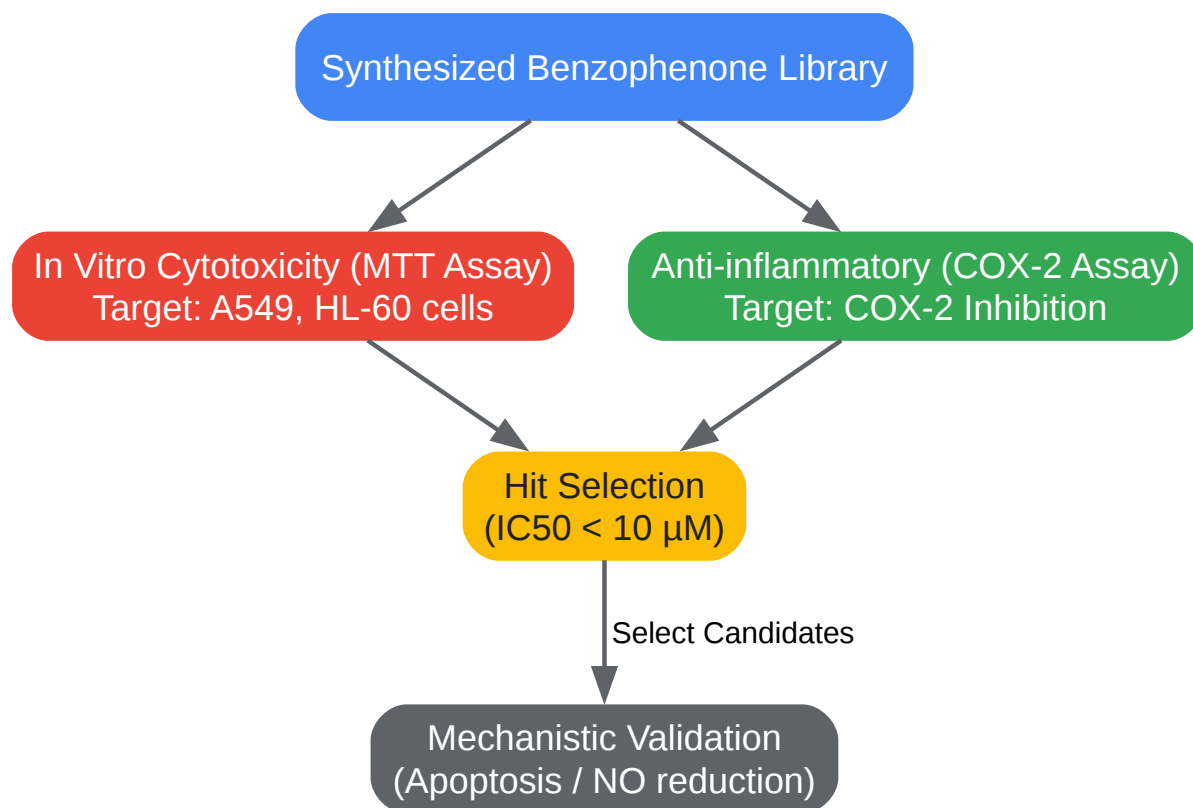 Synthesized Benzophenone Library
In Vitro Cytotoxicity (MTT Assay)
Target: A549, HL-60 cells
Anti-inflammatory (COX-2 Assay)
Target: COX-2 Inhibition
Hit Selection
(IC50 < 10 µM)
Select Candidates
Mechanistic Validation
(Apoptosis / NO reduction)